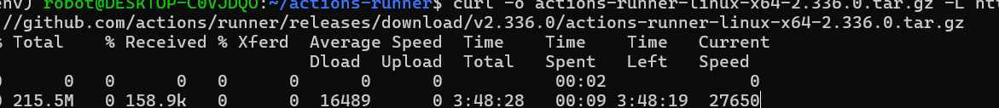 env) robot@DESKTOP-C0VJDQO:~/actions-runner$ curl -o actions-runner-linux-x64-2.336.0.tar.gz -L htt
://github.com/actions/runner/releases/download/v2.336.0/actions-runner-linux-x64-2.336.0.tar.gz
% Total % Received % Xferd Average Speed Time Time Time Current
Dload Upload Total Spent Left Speed
0 0 0 0 0 0 0 0 00:02 0
0 215.5M 0 158.9k 0 0 16489 0 3:48:28 00:09 3:48:19 27650